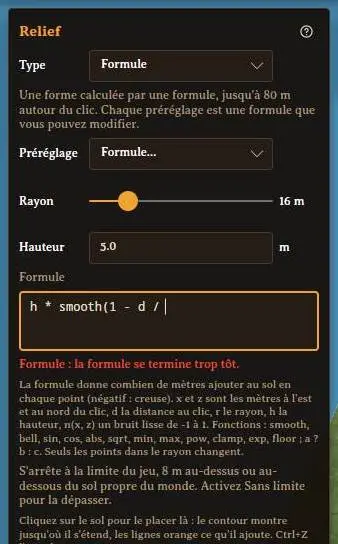 Relief
Type
Formule
Une forme calculée par une formule, jusqu'à 80 m
autour du clic. Chaque préréglage est une formule que
vous pouvez modifier.
Préréglage
Formule...
Rayon
16 m
Hauteur
5.0
m
Formule
h * smooth(1 - d /
Formule : la formule se termine trop tôt.
La formule donne combien de mètres ajouter au sol en
chaque point (négatif : creuse). x et z sont les mètres à l'est
et au nord du clic, d la distance au clic, r le rayon, h la
hauteur, n(x, z) un bruit lisse de -1 à 1. Fonctions : smooth,
bell, sin, cos, abs, sqrt, min, max, pow, clamp, exp, floor ; a ?
b : c. Seuls les points dans le rayon changent.
S'arrête à la limite du jeu, 8 m au-dessus ou au-
dessous du sol propre du monde. Activez Sans limite
pour la dépasser.
Cliquez sur le sol pour le placer là : le contour montre
jusqu'où il s'étend, les lignes orange ce qu'il ajoute. Ctrl+Z